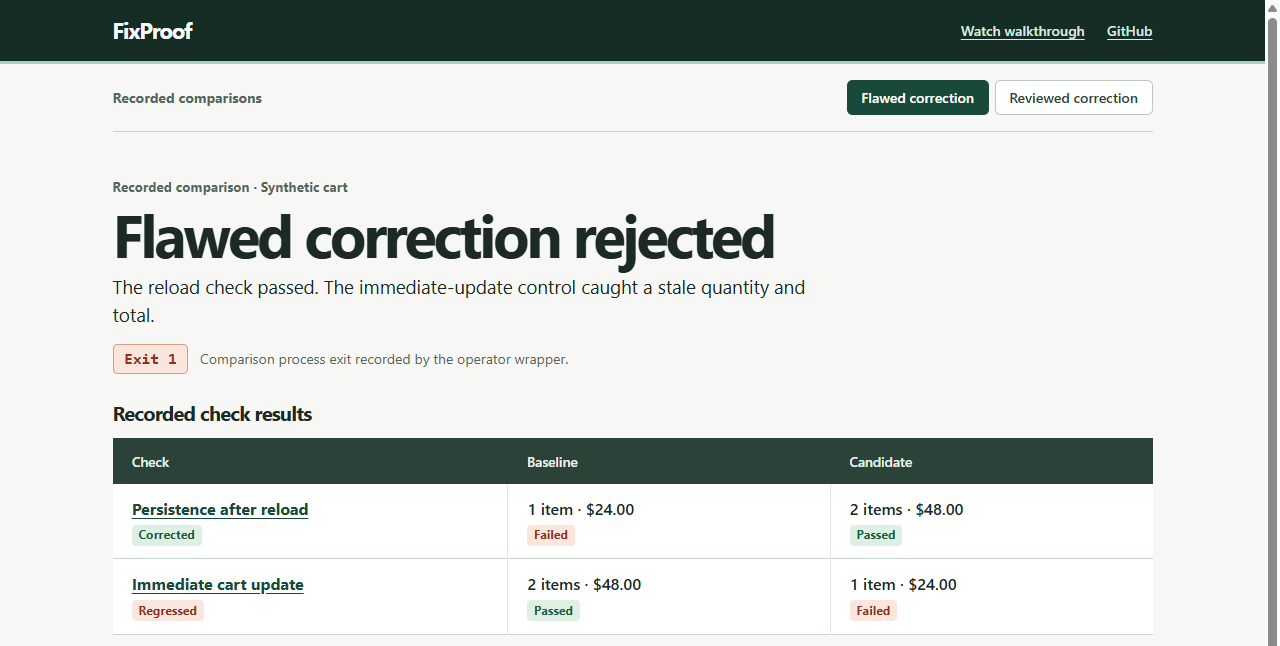 FixProof
Watch walkthrough
GitHub
Recorded comparisons
Flawed correction
Reviewed correction
Recorded comparison · Synthetic cart
Flawed correction rejected
The reload check passed. The immediate-update control caught a stale quantity and
total.
Exit 1
Comparison process exit recorded by the operator wrapper.
Recorded check results
Check
Baseline
Candidate
Persistence after reload
Corrected
1 item · $24.00
Failed
2 items · $48.00
Passed
Immediate cart update
Regressed
2 items · $48.00
Passed
1 item · $24.00
Failed